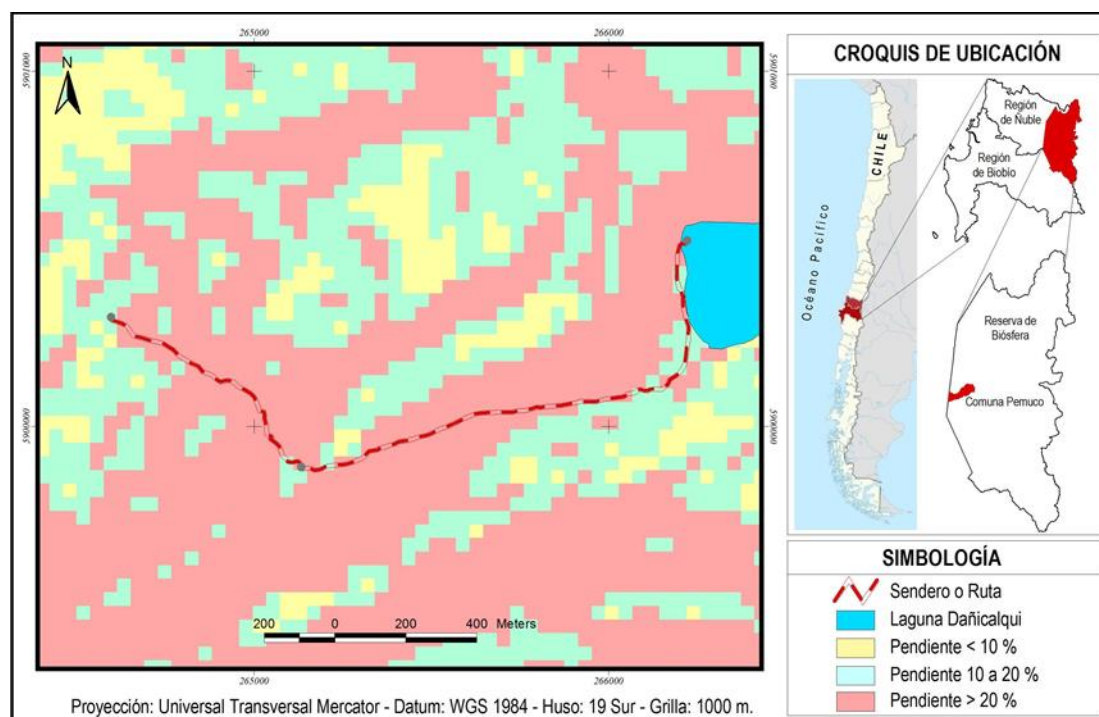 265000
266000
5901000
5901000
N
5900000
5900000
200 0 200 400 Meters
265000
266000
Proyección: Universal Transversal Mercator - Datum: WGS 1984 - Huso: 19 Sur - Grilla: 1000 m.
CROQUIS DE UBICACIÓN
Océano Pacífico
CHILE
Región
de Ñuble
Región
de Biobío
Reserva de
Biósfera
Comuna Pemuco
SIMBOLOGÍA
Sendero o Ruta
Laguna Dañicalqui
Pendiente < 10 %
Pendiente 10 a 20 %
Pendiente > 20 %